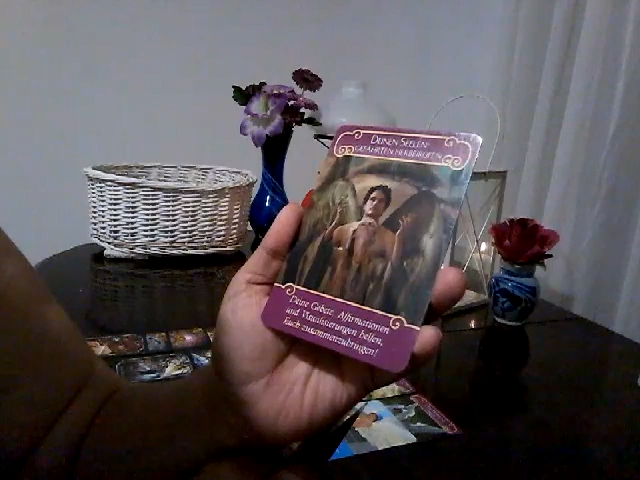 DEINEN SEELEN-
GEFÄHRTEN HERBEIRUFEN
Deine Gebete, Affirmationen
und Visualisierungen helfen,
Euch zusammenzubringen!